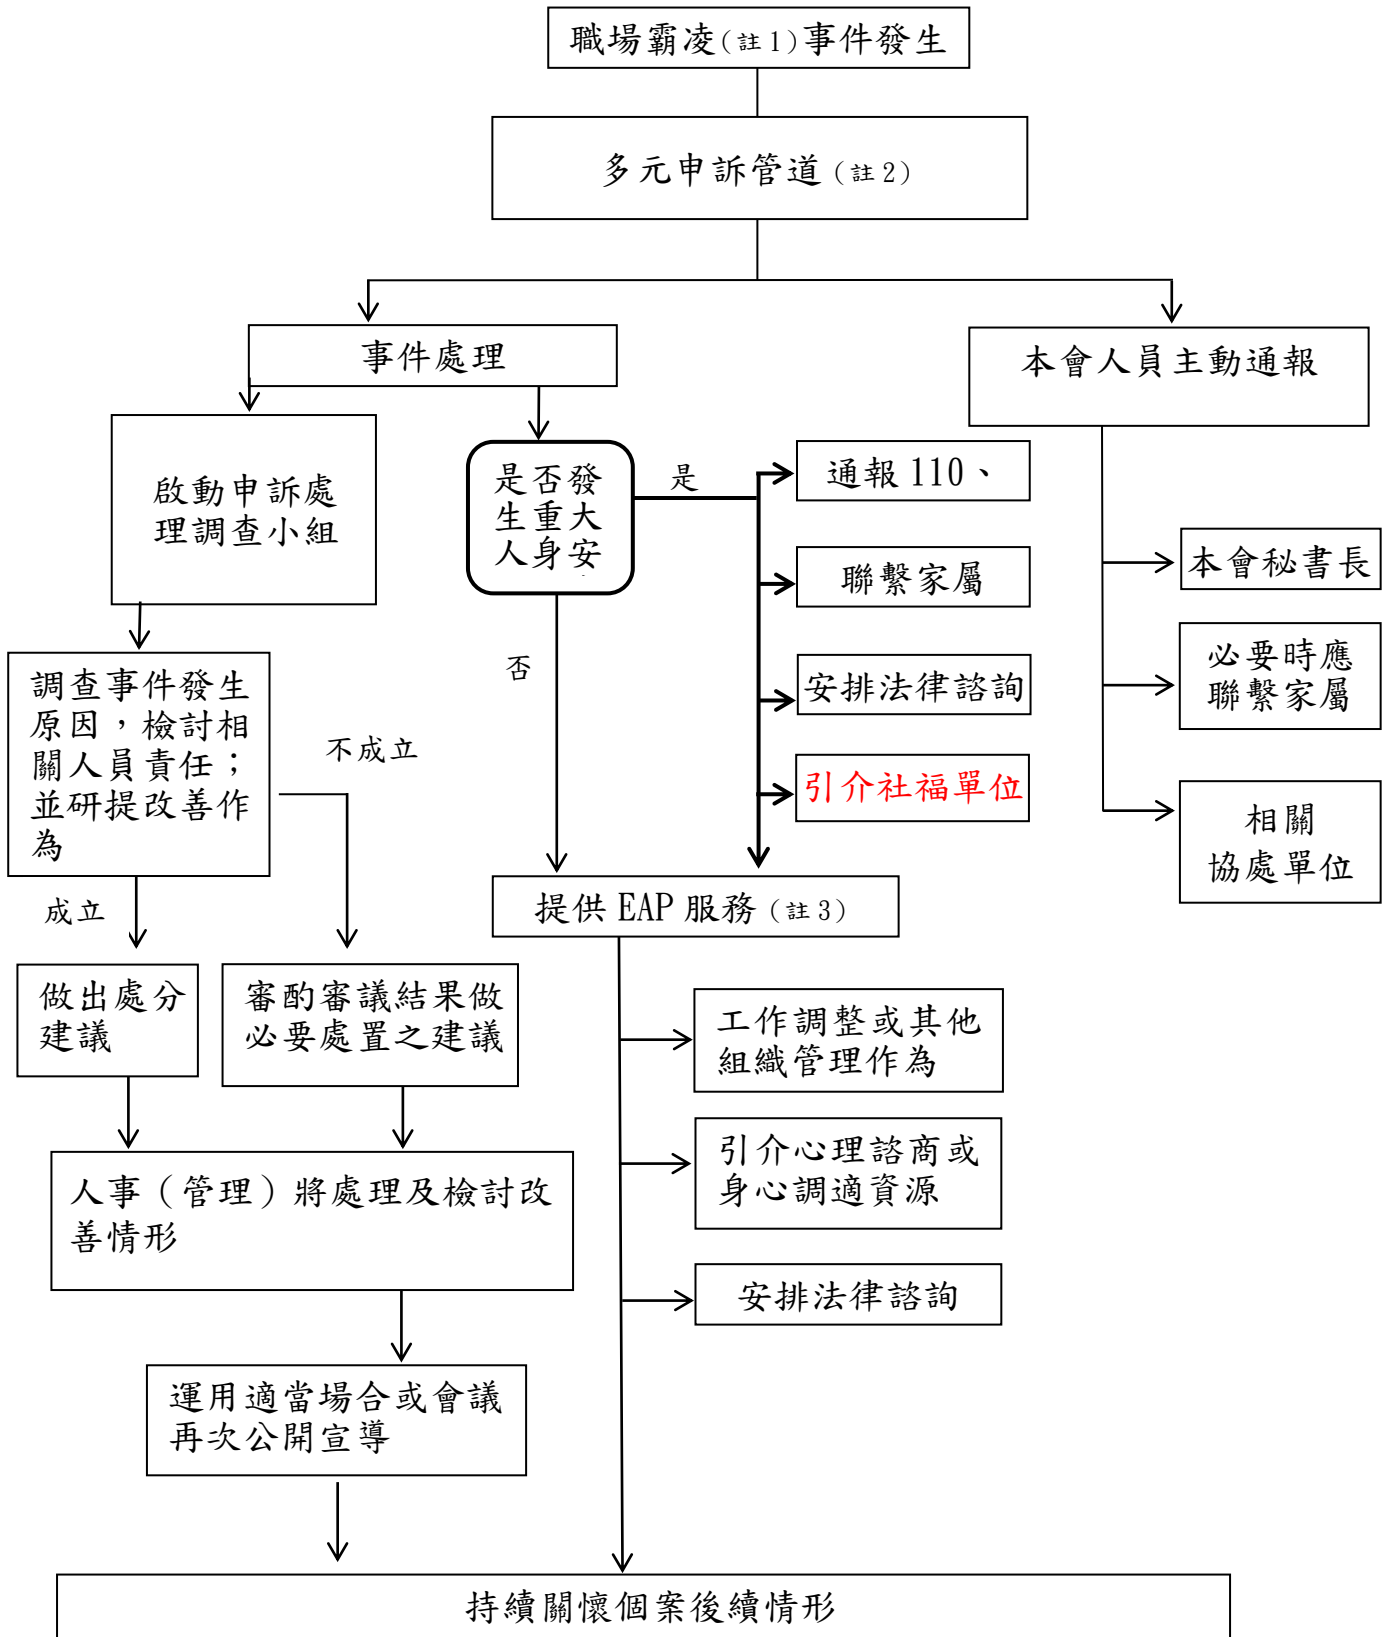 職場霸凌(註1)事件發生
多元申訴管道(註2)
事件處理
本會人員主動通報
啟動申訴處
理調查小組
是否發
生重大
人身安
是
否
通報 110、
聯繫家屬
安排法律諮詢
引介社福單位
本會秘書長
必要時應
聯繫家屬
相關
協處單位
調查事件發生
原因，檢討相
關人員責任；
並研提改善作
為
不成立
成立
做出處分
建議
審酌審議結果做
必要處置之建議
提供 EAP 服務(註3)
工作調整或其他
組織管理作為
引介心理諮商或
身心調適資源
安排法律諮詢
人事（管理）將處理及檢討改
善情形
運用適當場合或會議
再次公開宣導
持續關懷個案後續情形